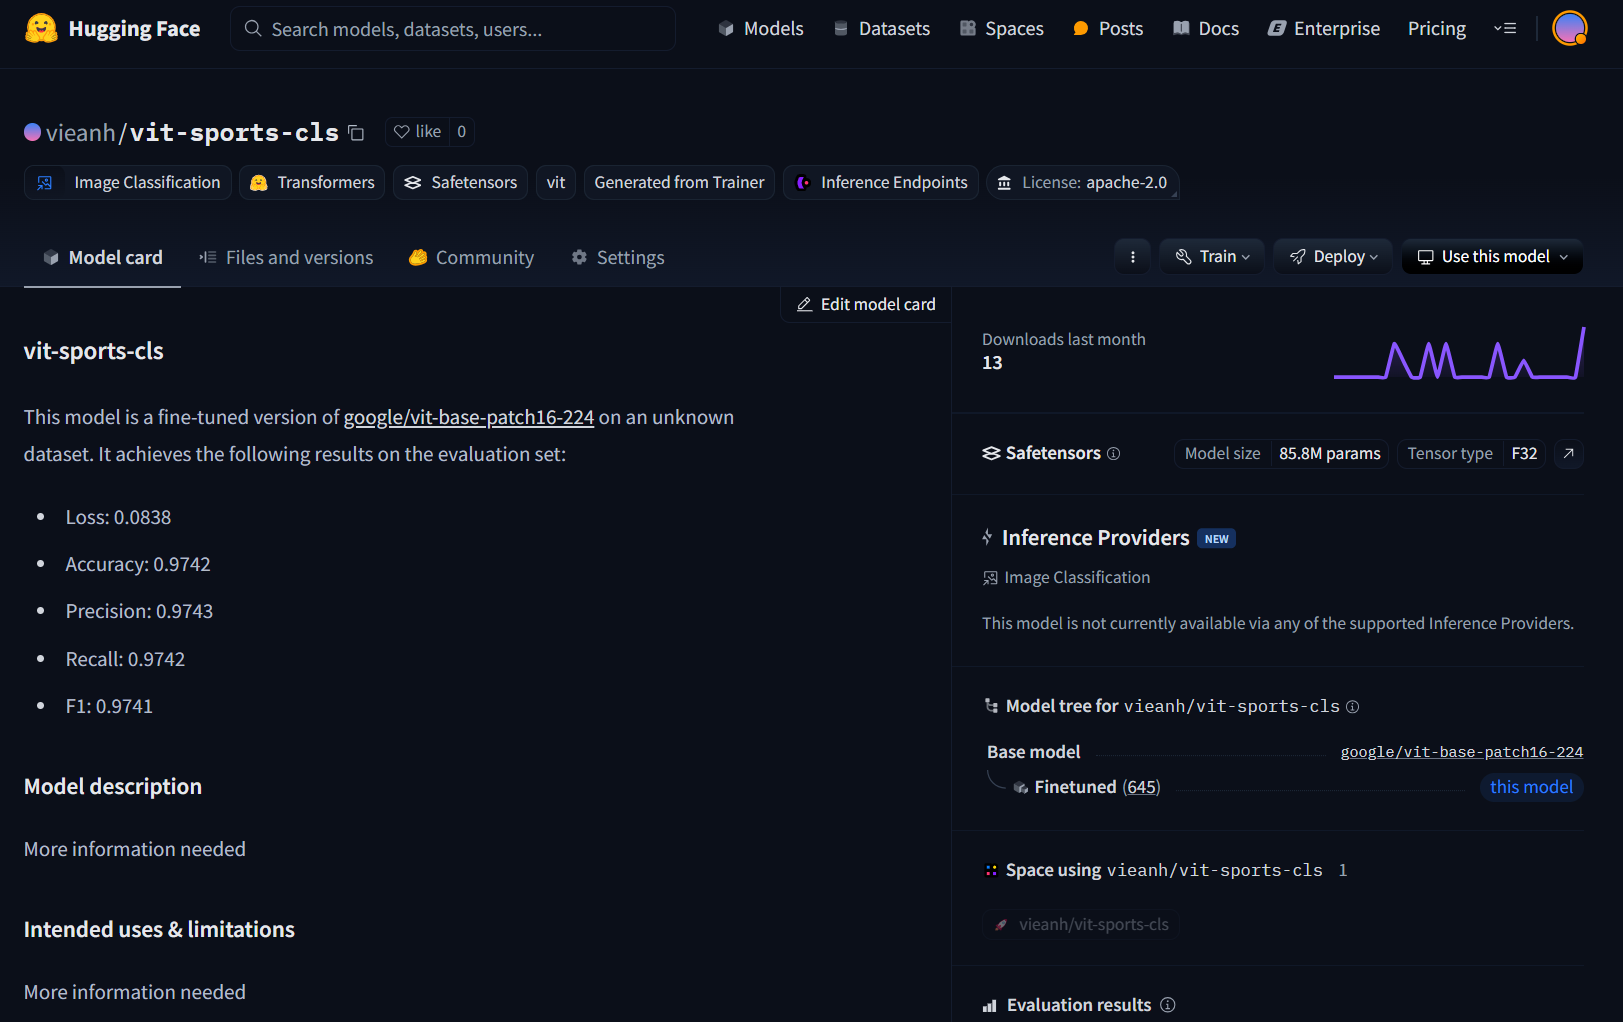 Hugging Face
Search models, datasets, users...
Models
Datasets
Spaces
Posts
Docs
Enterprise
Pricing
vieanh/vit-sports-cls
like 0
Image Classification
Transformers
Safetensors
vit
Generated from Trainer
Inference Endpoints
License: apache-2.0
Model card
Files and versions
Community
Settings
Train
Deploy
Use this model
Edit model card
vit-sports-cls
This model is a fine-tuned version of google/vit-base-patch16-224 on an unknown
dataset. It achieves the following results on the evaluation set:
Loss: 0.0838
Accuracy: 0.9742
Precision: 0.9743
Recall: 0.9742
F1: 0.9741
Model description
More information needed
Intended uses & limitations
More information needed
Downloads last month
13
Safetensors
Model size 85.8M params
Tensor type F32
Inference Providers NEW
Image Classification
This model is not currently available via any of the supported Inference Providers.
Model tree for vieanh/vit-sports-cls
Base model google/vit-base-patch16-224
Finetuned (645) this model
Space using vieanh/vit-sports-cls 1
vieanh/vit-sports-cls
Evaluation results